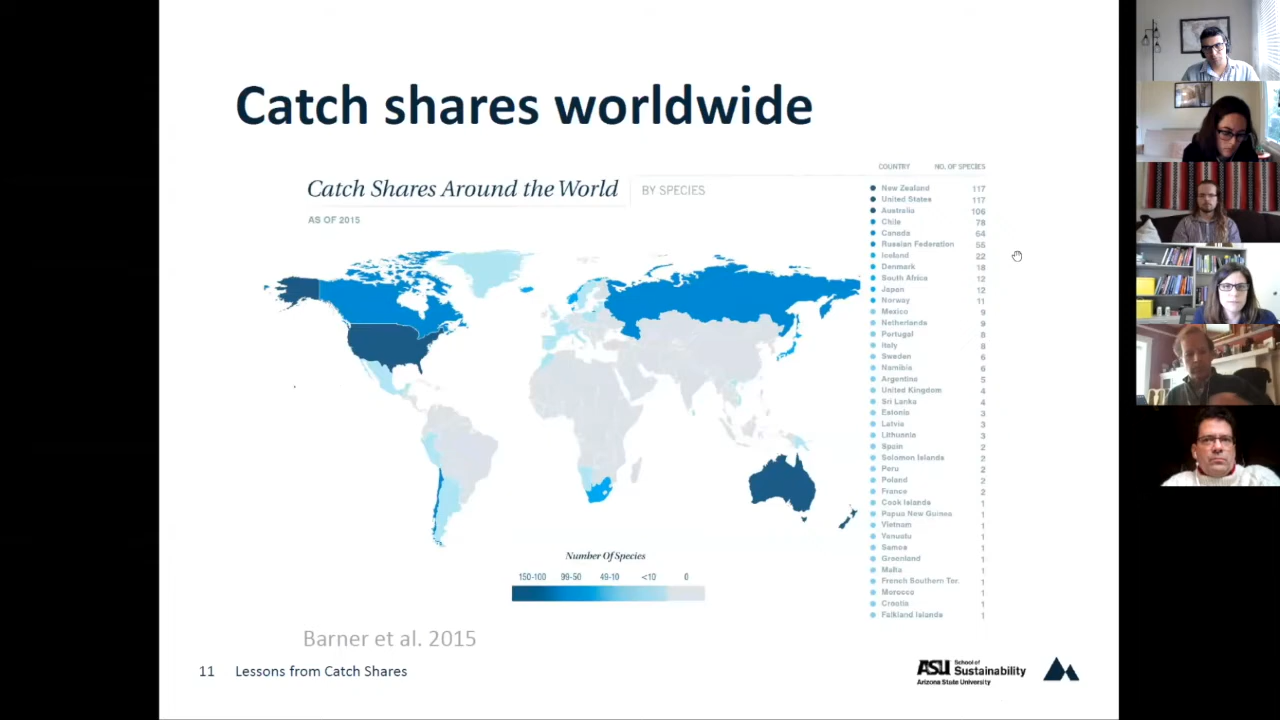 Catch shares worldwide
Catch Shares Around the World
BY SPECIES
AS OF 2015
COUNTRY NO. OF SPECIES
New Zealand 117
United States 117
Australia 106
Chile 78
Canada 64
Russian Federation 55
Iceland 22
Denmark 18
South Africa 12
Japan 12
Norway 11
Mexico 9
Netherlands 9
Portugal 8
Italy 8
Sweden 6
Namibia 6
Argentina 5
United Kingdom 4
Sri Lanka 4
Estonia 3
Latvia 3
Lithuania 3
Spain 2
Solomon Islands 2
Peru 2
Poland 2
France 2
Cook Islands 1
Papua New Guinea 1
Vietnam 1
Vanuatu 1
Samoa 1
Greenland 1
Malta 1
French Southern Ter. 1
Morocco 1
Croatia 1
Falkland Islands 1
Number Of Species
150-100 99-50 49-10 <10 0
Barner et al. 2015
11 Lessons from Catch Shares
ASU School of Sustainability
Arizona State University